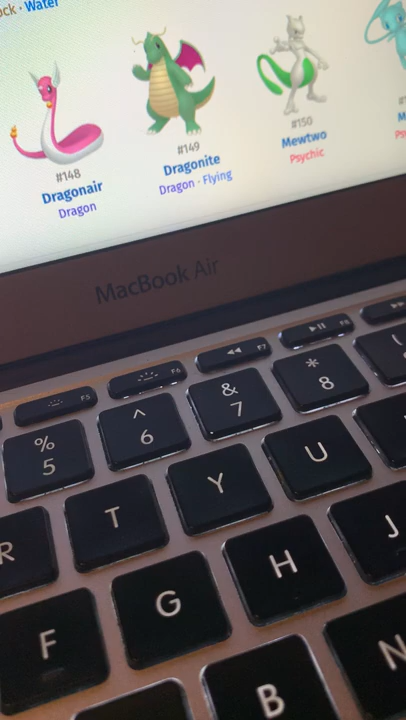 ock · Water
#148
Dragonair
Dragon
#149
Dragonite
Dragon · Flying
#150
Mewtwo
Psychic
MacBook Air
F5
F6
F7
F8
%
5
^
6
&
7
*
8
(
R
T
Y
U
F
G
H
J
B
N